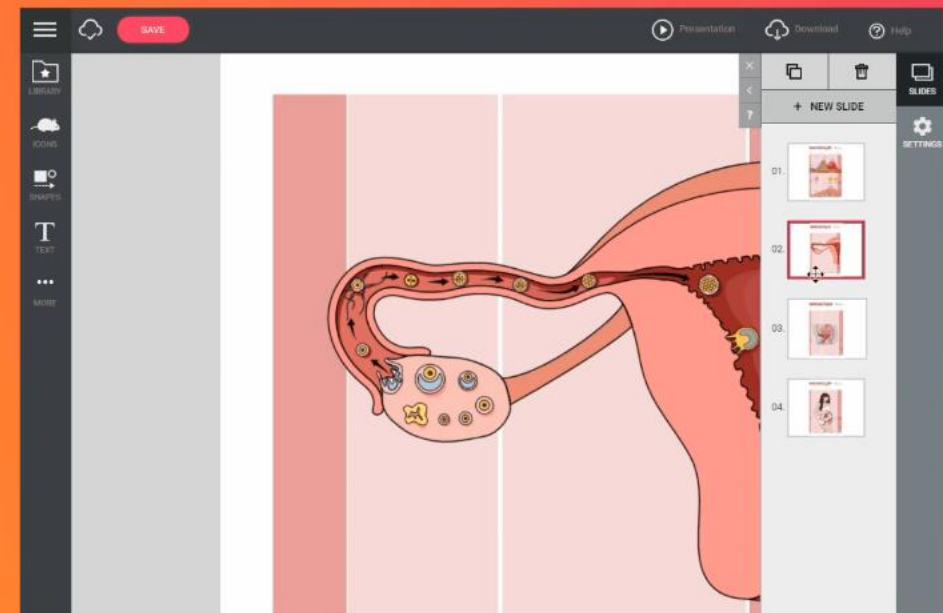 SAVE
Presentation
Download
Help
LIBRARY
ICONS
SHAPES
TEXT
MORE
+ NEW SLIDE
01.
02.
03.
04.
SLIDES
SETTINGS
?